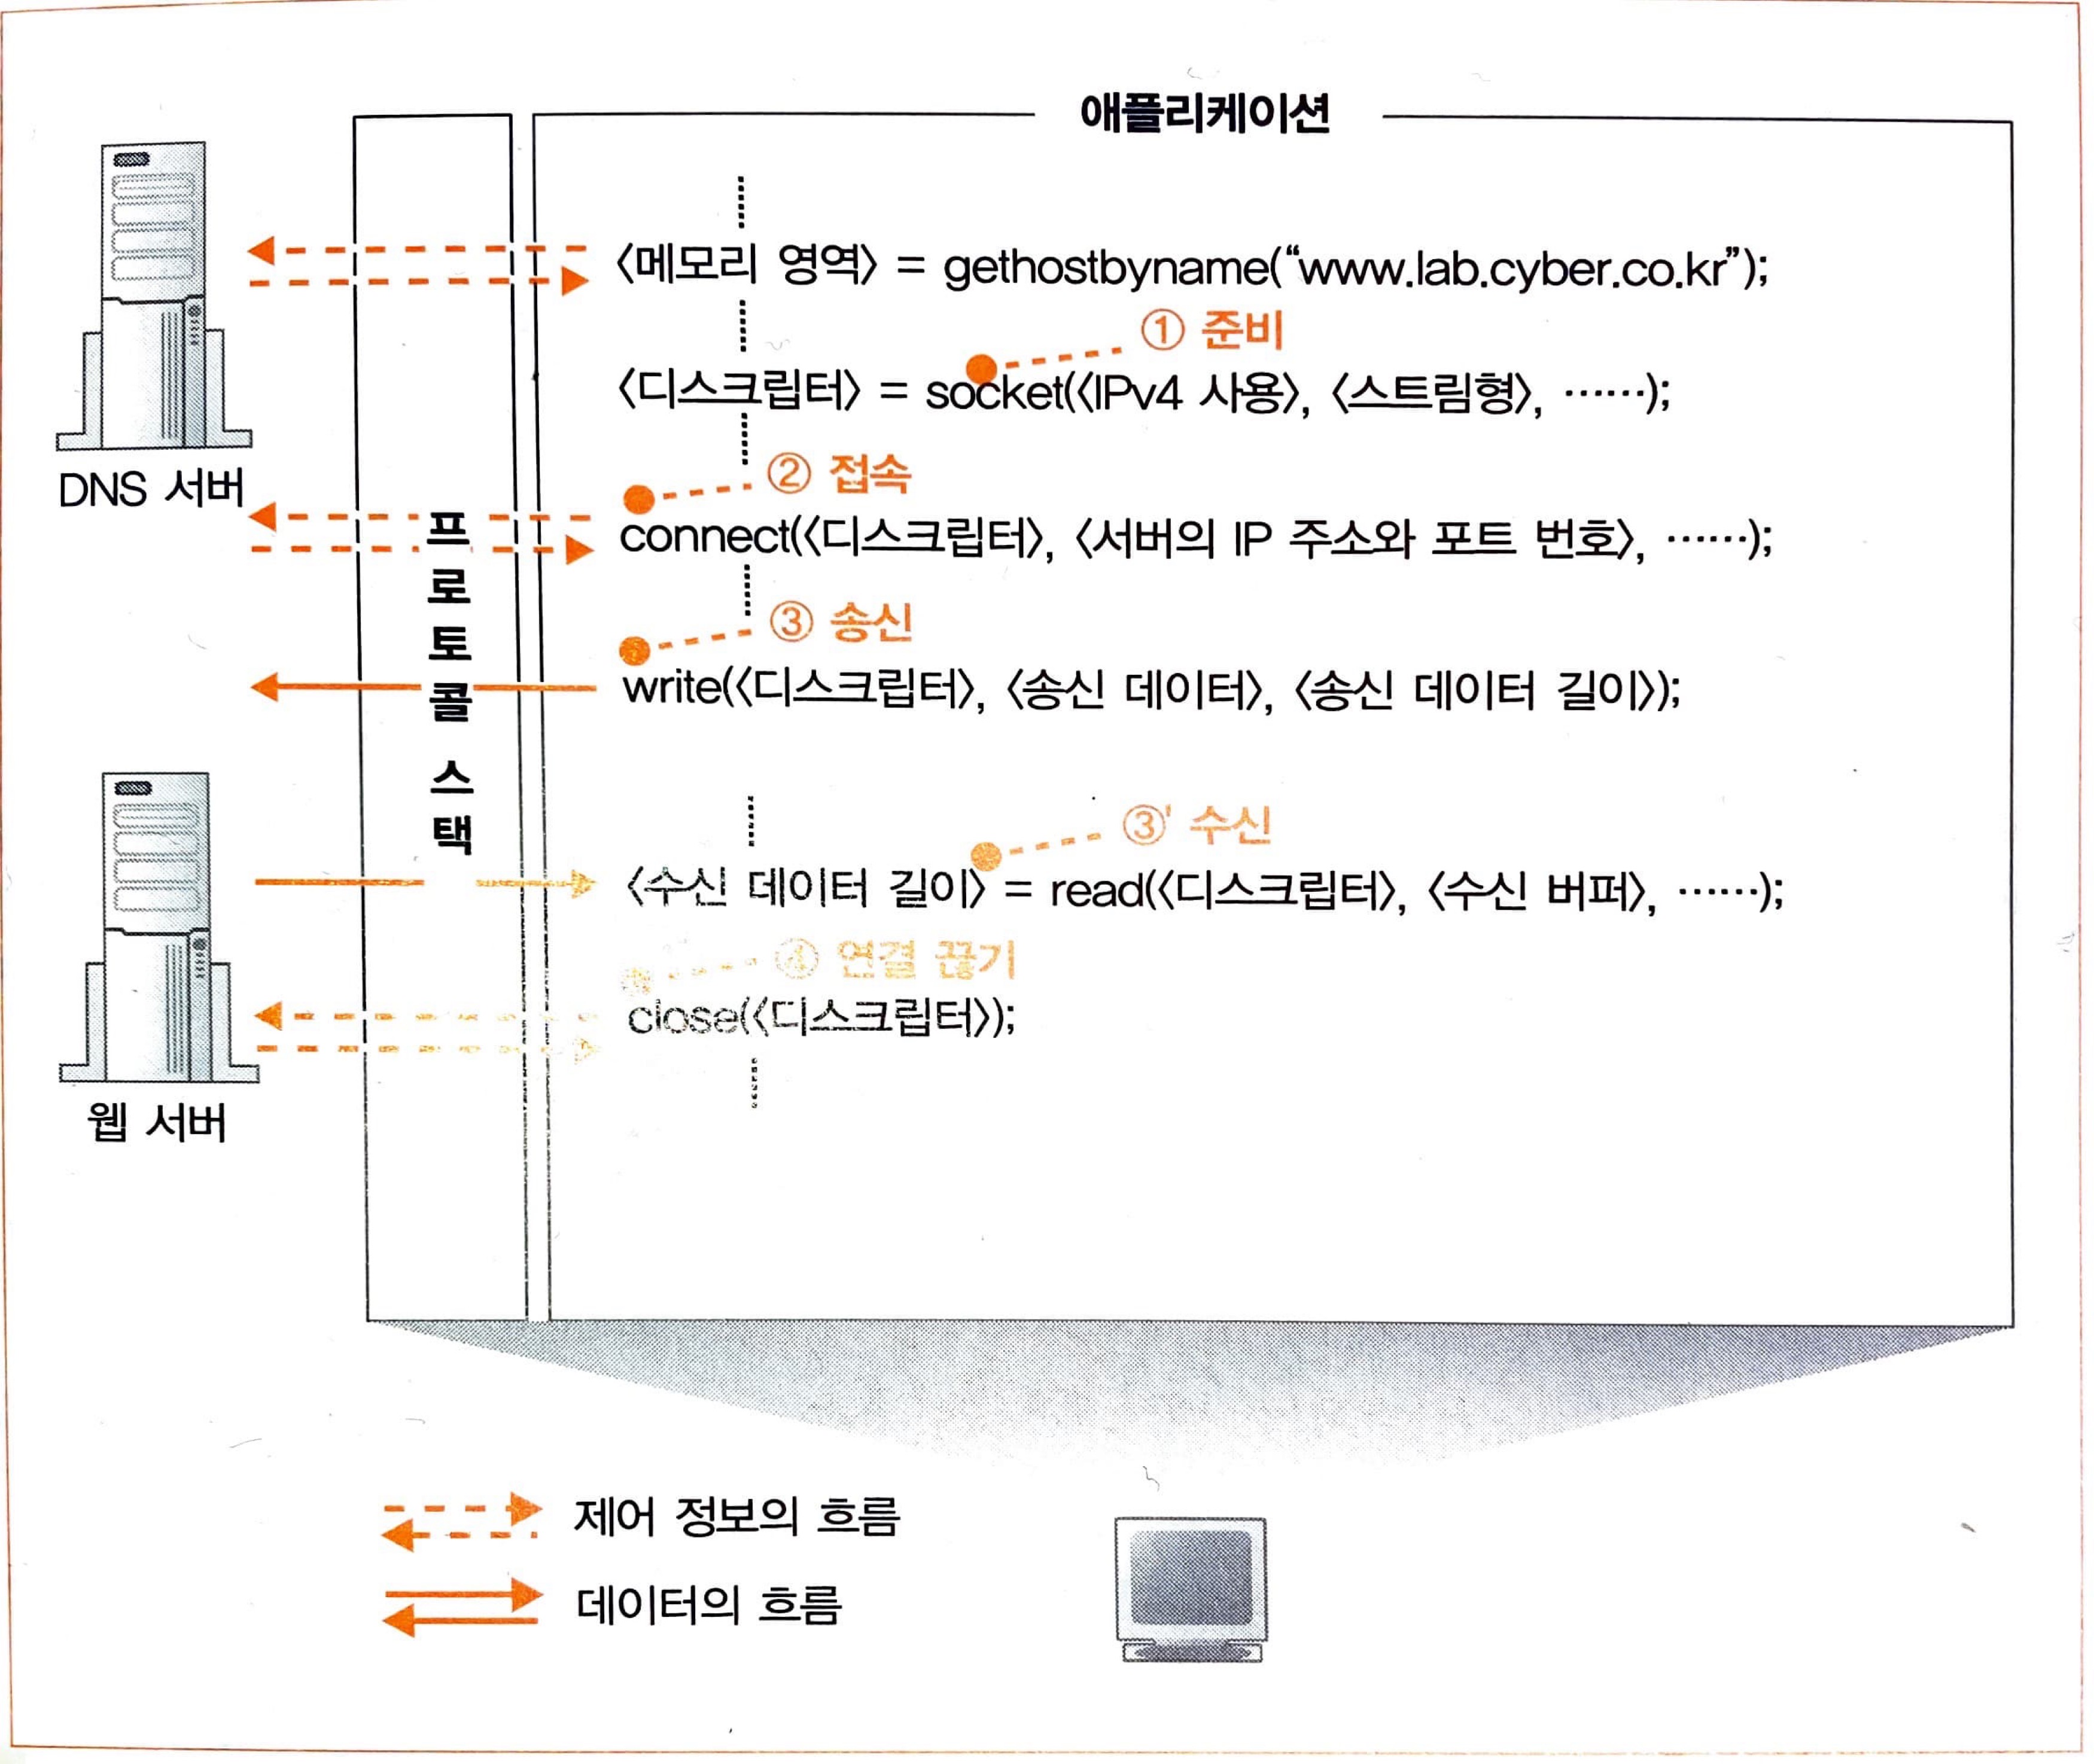 애플리케이션
〈메모리 영역〉 = gethostbyname(“www.lab.cyber.co.kr”);
① 준비
〈디스크립터〉 = socket(〈IPv4 사용〉, 〈스트림형〉, ……);
DNS 서버
② 접속
connect(〈디스크립터〉, 〈서버의 IP 주소와 포트 번호〉, ……);
③ 송신
write(〈디스크립터〉, 〈송신 데이터〉, 〈송신 데이터 길이〉);
프로토콜 스택
③' 수신
〈수신 데이터 길이〉 = read(〈디스크립터〉, 〈수신 버퍼〉, ……);
④ 연결 끊기
close(〈디스크립터〉);
웹 서버
제어 정보의 흐름
데이터의 흐름